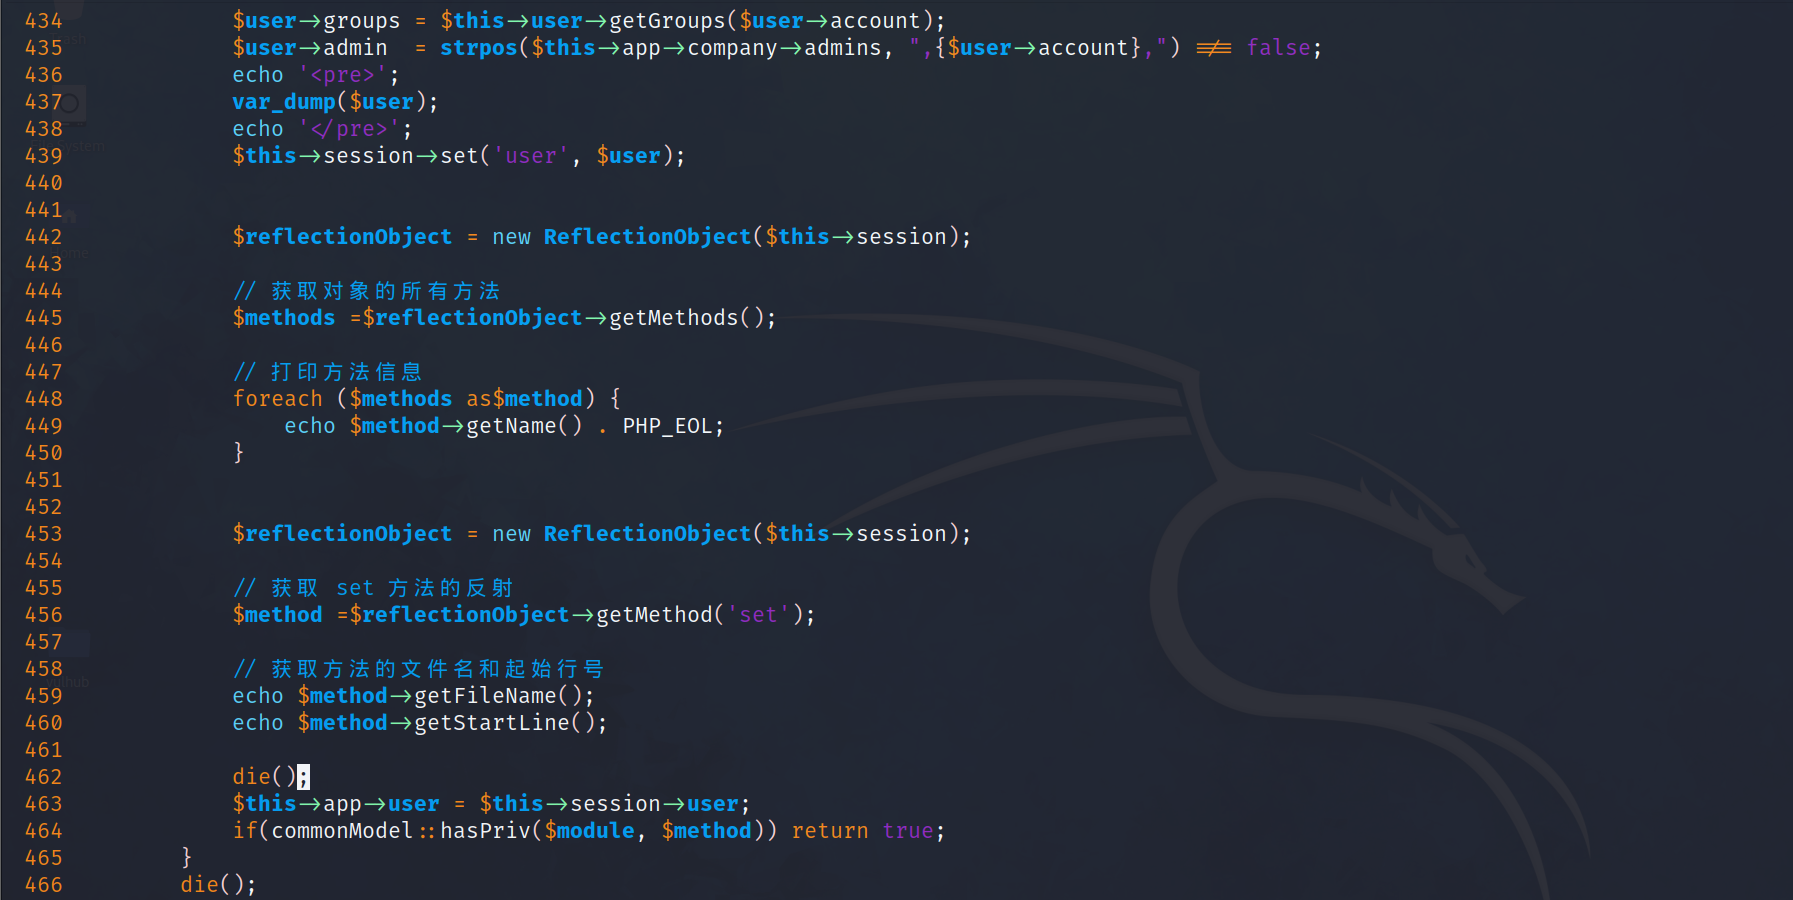 434 $user->groups = $this->user->getGroups($user->account);
435 $user->admin  = strpos($this->app->company->admins, ",{$user->account},") !== false;
436 echo '<pre>';
437 var_dump($user);
438 echo '</pre>';
439 $this->session->set('user', $user);
440
441
442 $reflectionObject = new ReflectionObject($this->session);
443
444 // 获取对象的所有方法
445 $methods =$reflectionObject->getMethods();
446
447 // 打印方法信息
448 foreach ($methods as$method) {
449     echo $method->getName() . PHP_EOL;
450 }
451
452
453 $reflectionObject = new ReflectionObject($this->session);
454
455 // 获取 set 方法的反射
456 $method =$reflectionObject->getMethod('set');
457
458 // 获取方法的文件名和起始行号
459 echo $method->getFileName();
460 echo $method->getStartLine();
461
462 die();
463 $this->app->user = $this->session->user;
464 if(commonModel::hasPriv($module, $method)) return true;
465 }
466 die();